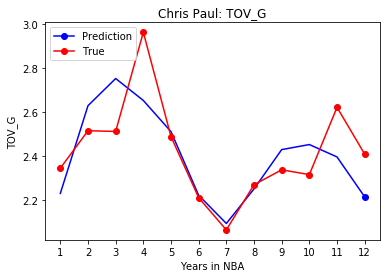 Chris Paul: TOV_G
Prediction
True
TOV_G
3.0
2.8
2.6
2.4
2.2
1 2 3 4 5 6 7 8 9 10 11 12
Years in NBA